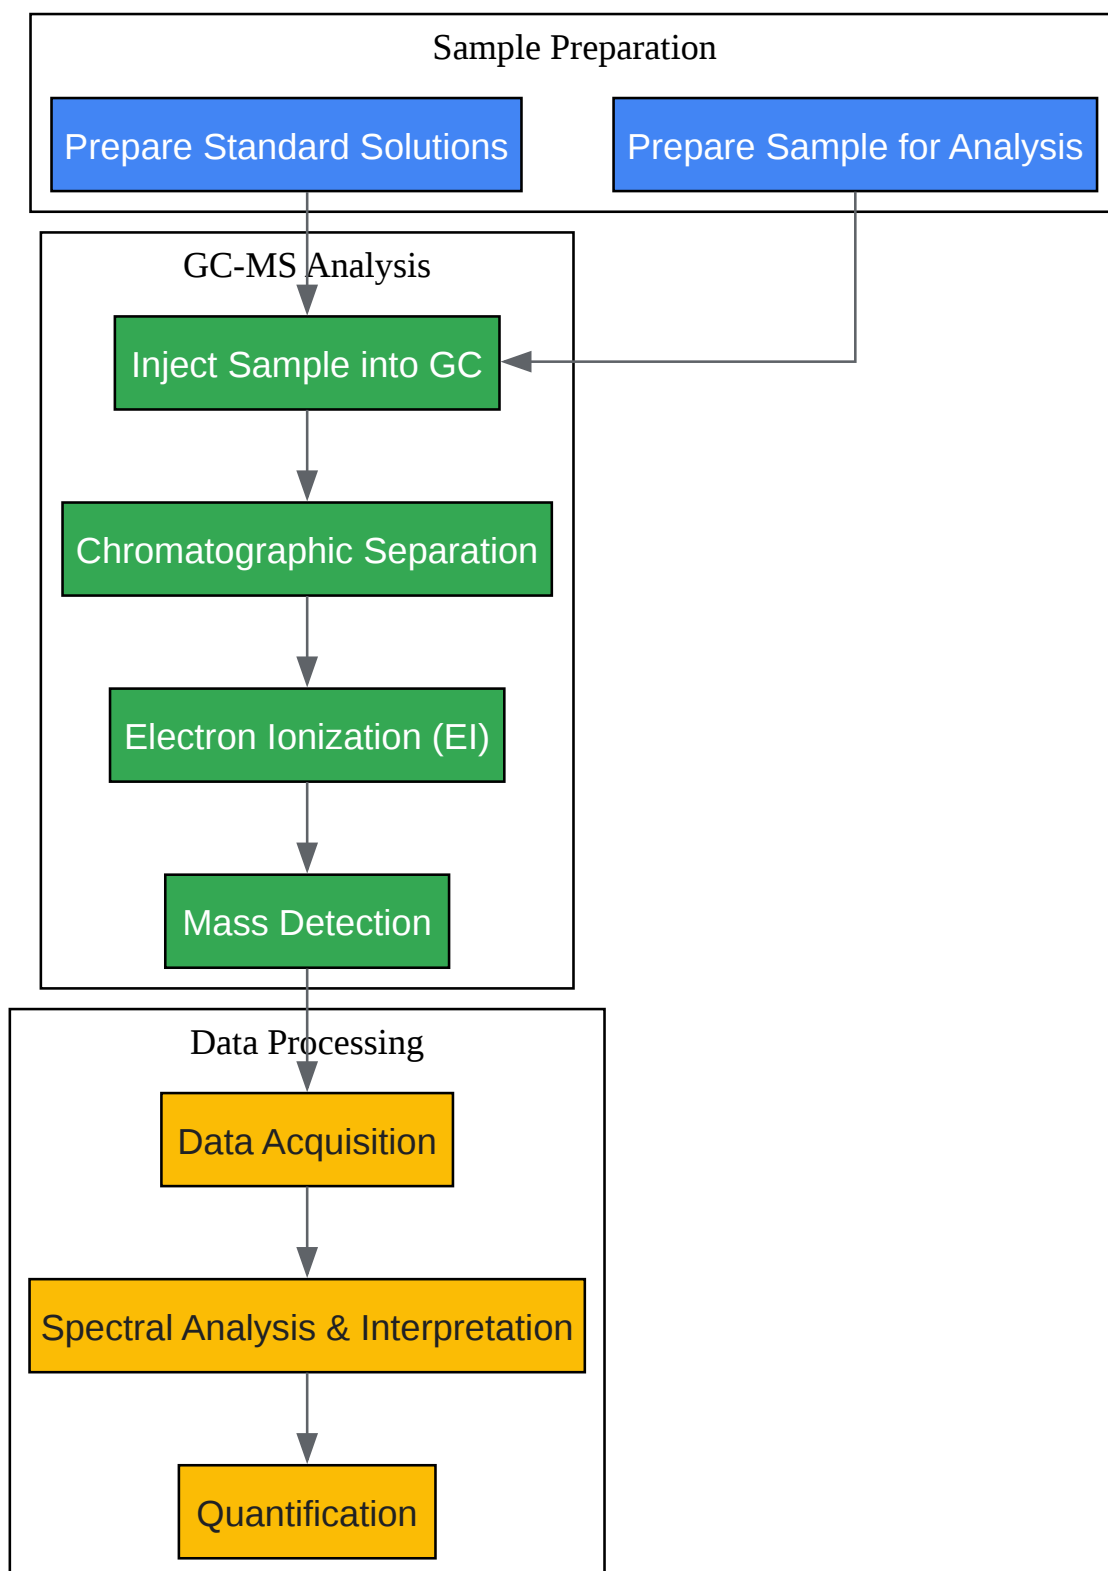 Sample Preparation
Prepare Standard Solutions
Prepare Sample for Analysis
GC-MS Analysis
Inject Sample into GC
Chromatographic Separation
Electron Ionization (EI)
Mass Detection
Data Processing
Data Acquisition
Spectral Analysis & Interpretation
Quantification